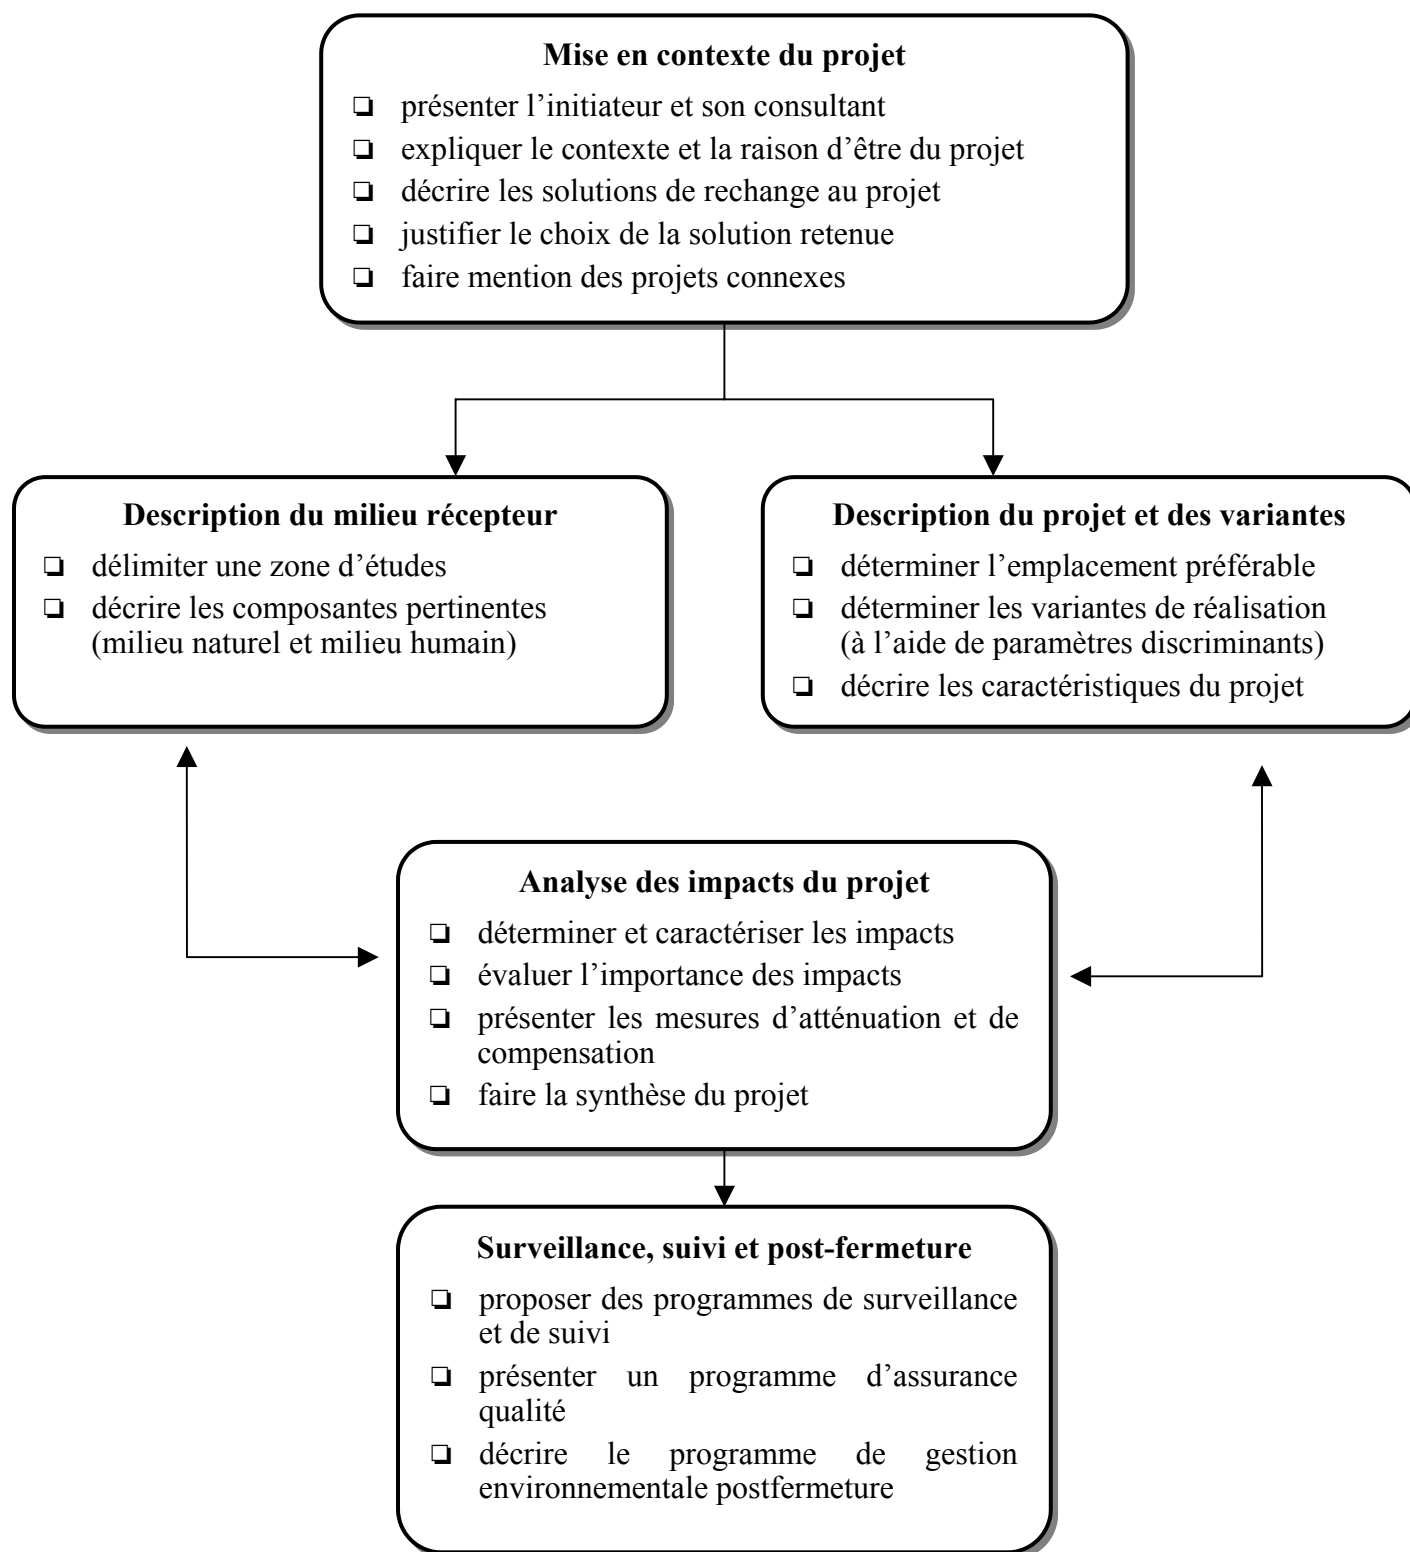 Mise en contexte du projet
❏ présenter l’initiateur et son consultant
❏ expliquer le contexte et la raison d’être du projet
❏ décrire les solutions de rechange au projet
❏ justifier le choix de la solution retenue
❏ faire mention des projets connexes
Description du milieu récepteur
❏ délimiter une zone d’études
❏ décrire les composantes pertinentes
(milieu naturel et milieu humain)
Description du projet et des variantes
❏ déterminer l’emplacement préférable
❏ déterminer les variantes de réalisation
(à l’aide de paramètres discriminants)
❏ décrire les caractéristiques du projet
Analyse des impacts du projet
❏ déterminer et caractériser les impacts
❏ évaluer l’importance des impacts
❏ présenter les mesures d’atténuation et de
compensation
❏ faire la synthèse du projet
Surveillance, suivi et post-fermeture
❏ proposer des programmes de surveillance
et de suivi
❏ présenter un programme d’assurance
qualité
❏ décrire le programme de gestion
environnementale postfermeture